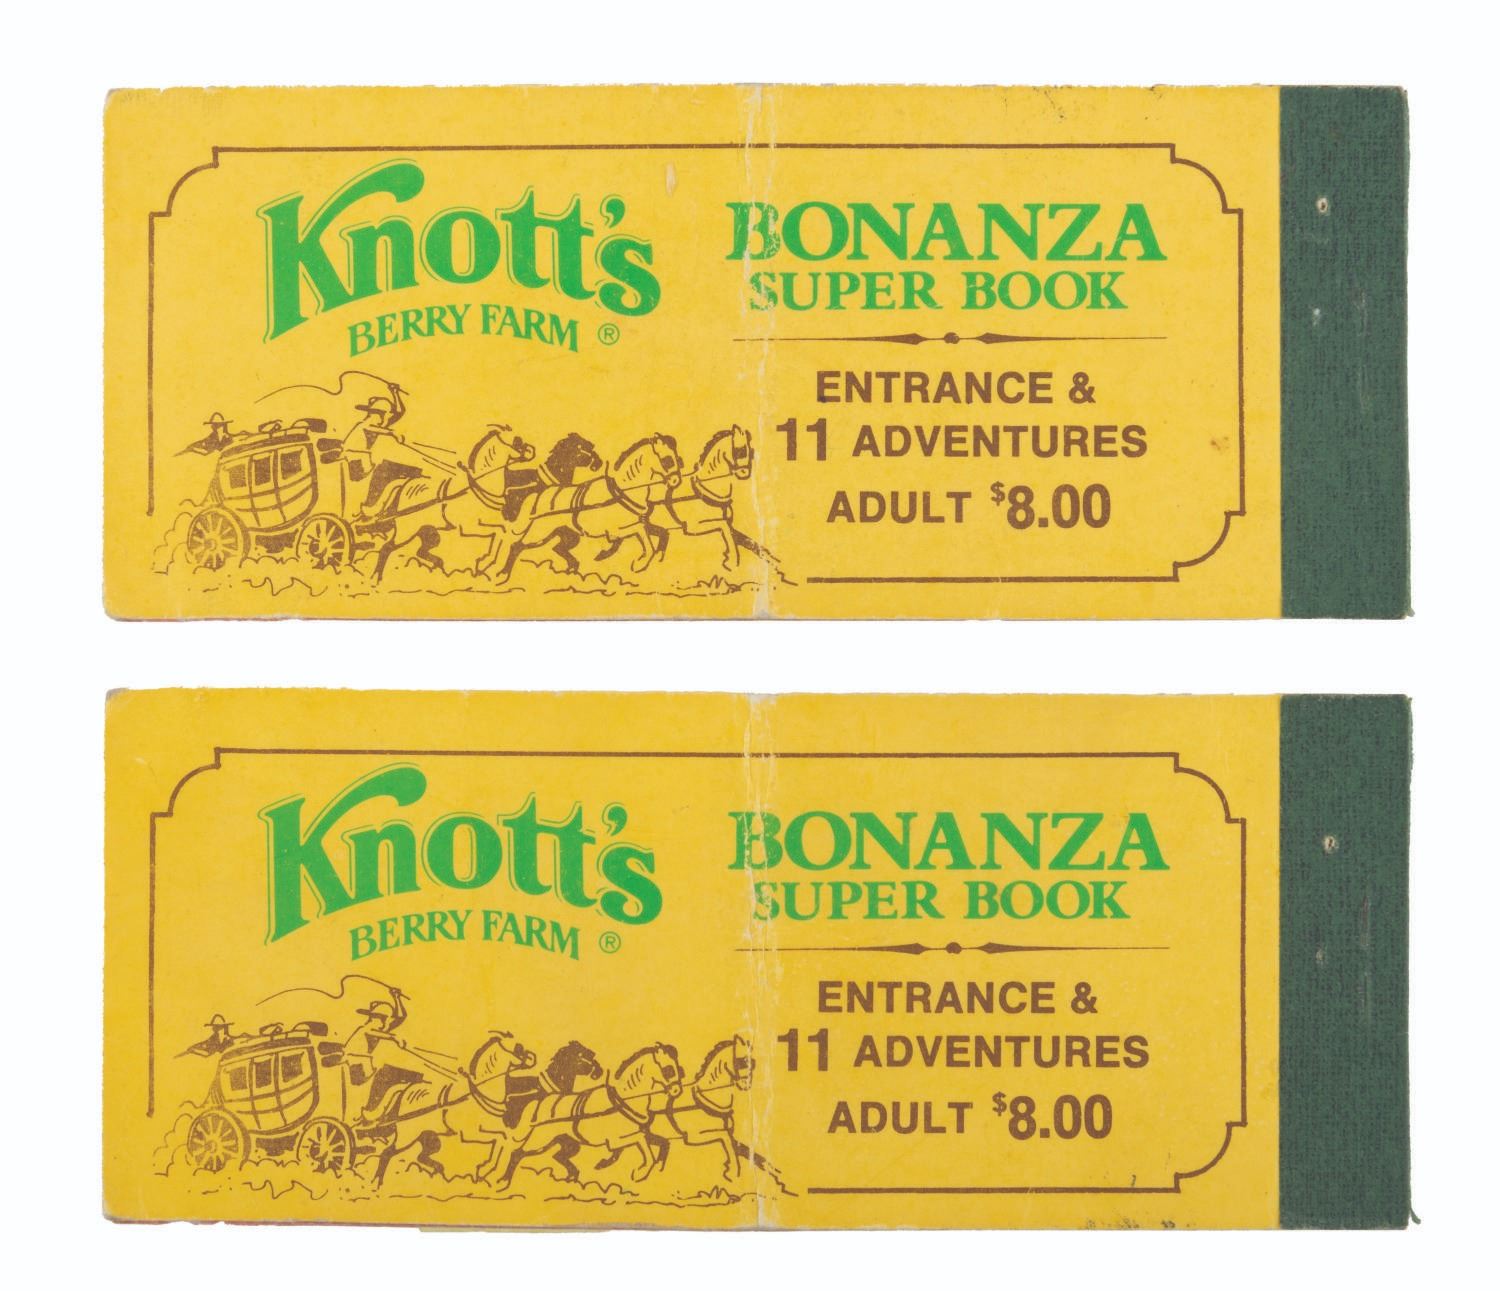 Knott's
BERRY FARM ®
BONANZA
SUPER BOOK
ENTRANCE &
11 ADVENTURES
ADULT $8.00
Knott's
BERRY FARM ®
BONANZA
SUPER BOOK
ENTRANCE &
11 ADVENTURES
ADULT $8.00